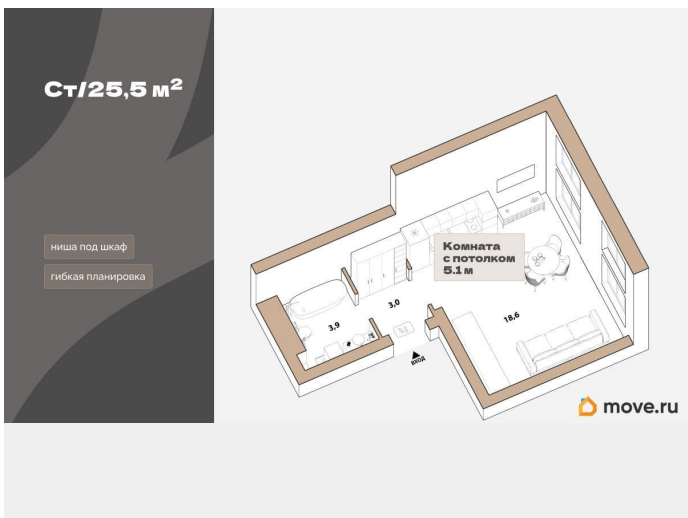 Ст/25,5 м²
ниша под шкаф
гибкая планировка
Комната
с потолком
5.1 м
3,9
3,0
18,6
вход
move.ru